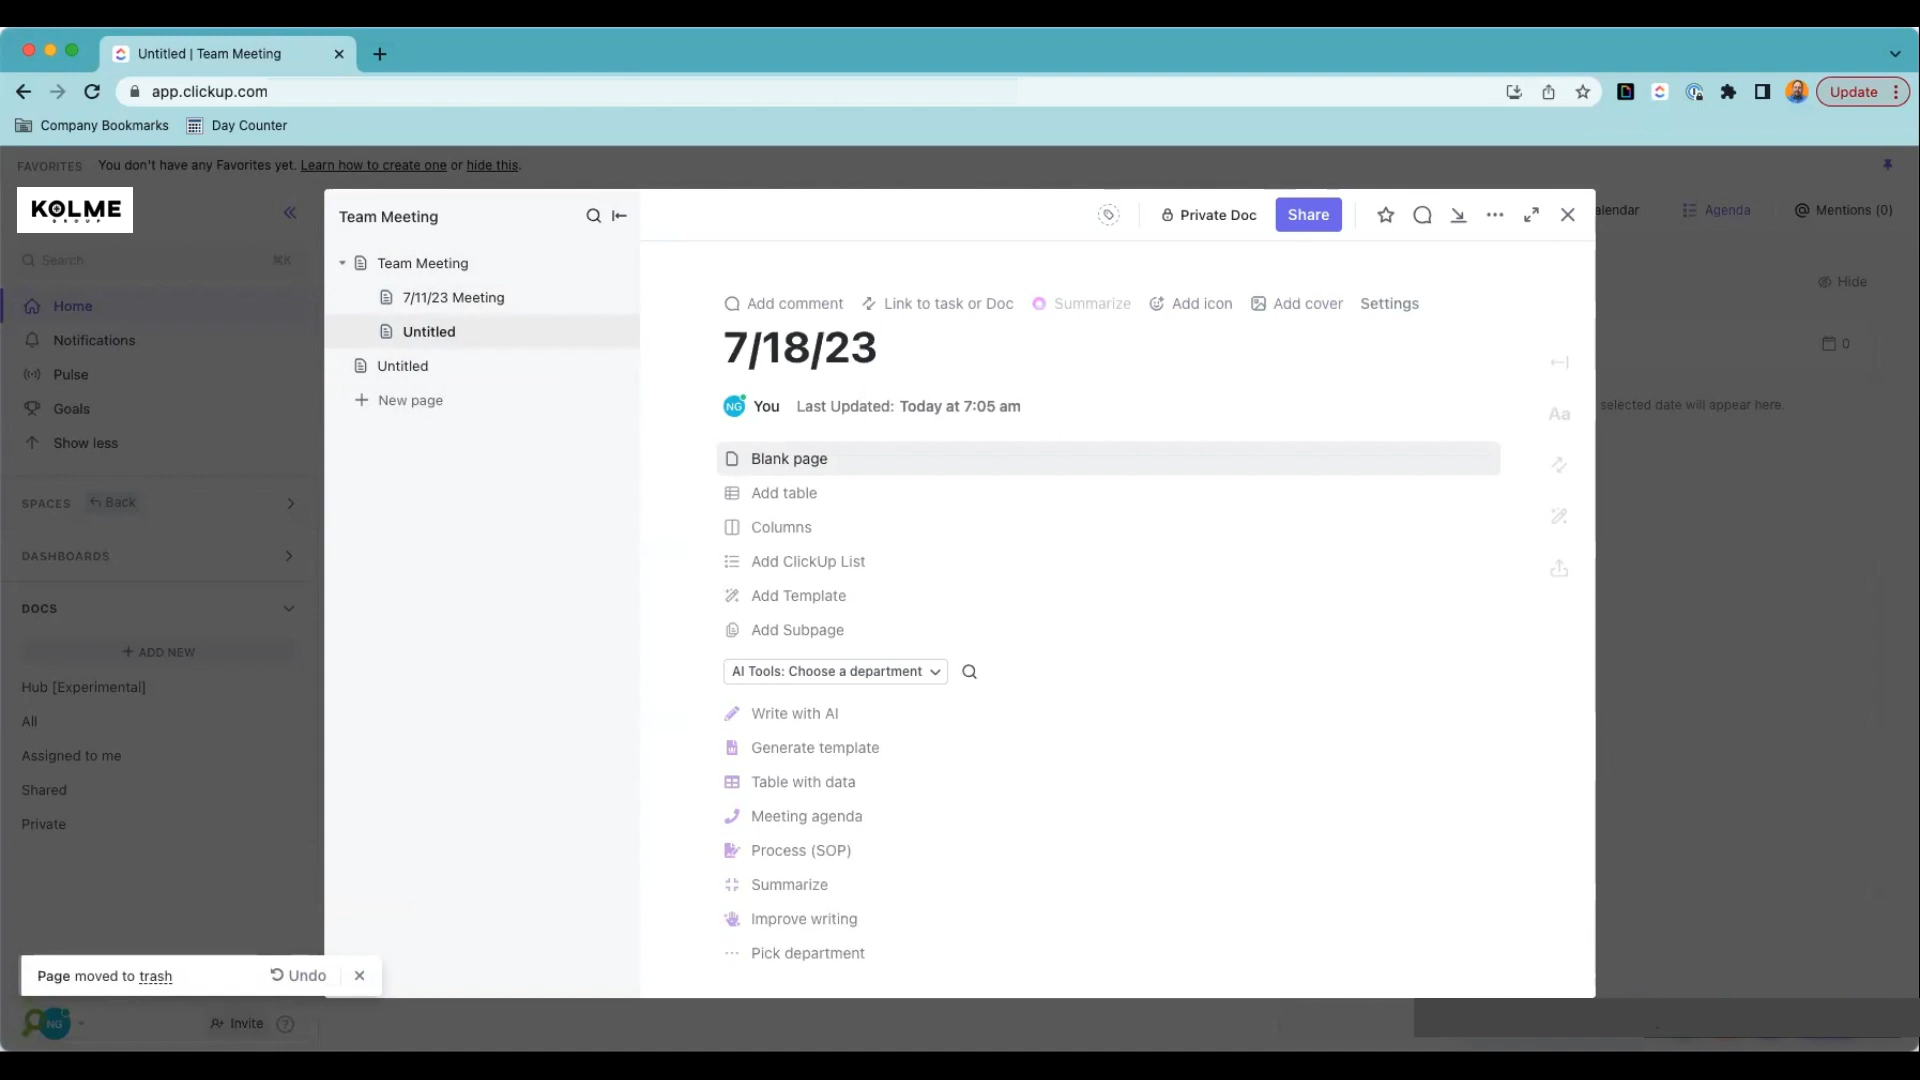 Untitled | Team Meeting
app.clickup.com
Update
Company Bookmarks
Day Counter
FAVORITES You don't have any Favorites yet. Learn how to create one or hide this.
KOLME
GROUP
Search
⌘K
Home
Notifications
Pulse
Goals
Show less
SPACES
Back
DASHBOARDS
DOCS
+ ADD NEW
Hub [Experimental]
All
Assigned to me
Shared
Private
Page moved to trash
Undo
NG
Invite
Team Meeting
Team Meeting
7/11/23 Meeting
Untitled
Untitled
New page
Private Doc
Share
Add comment
Link to task or Doc
Summarize
Add icon
Add cover
Settings
7/18/23
NG You Last Updated: Today at 7:05 am
Blank page
Add table
Columns
Add ClickUp List
Add Template
Add Subpage
AI Tools: Choose a department
Write with AI
Generate template
Table with data
Meeting agenda
Process (SOP)
Summarize
Improve writing
Pick department
Aa
alendar
Agenda
Mentions (0)
Hide
0
selected date will appear here.